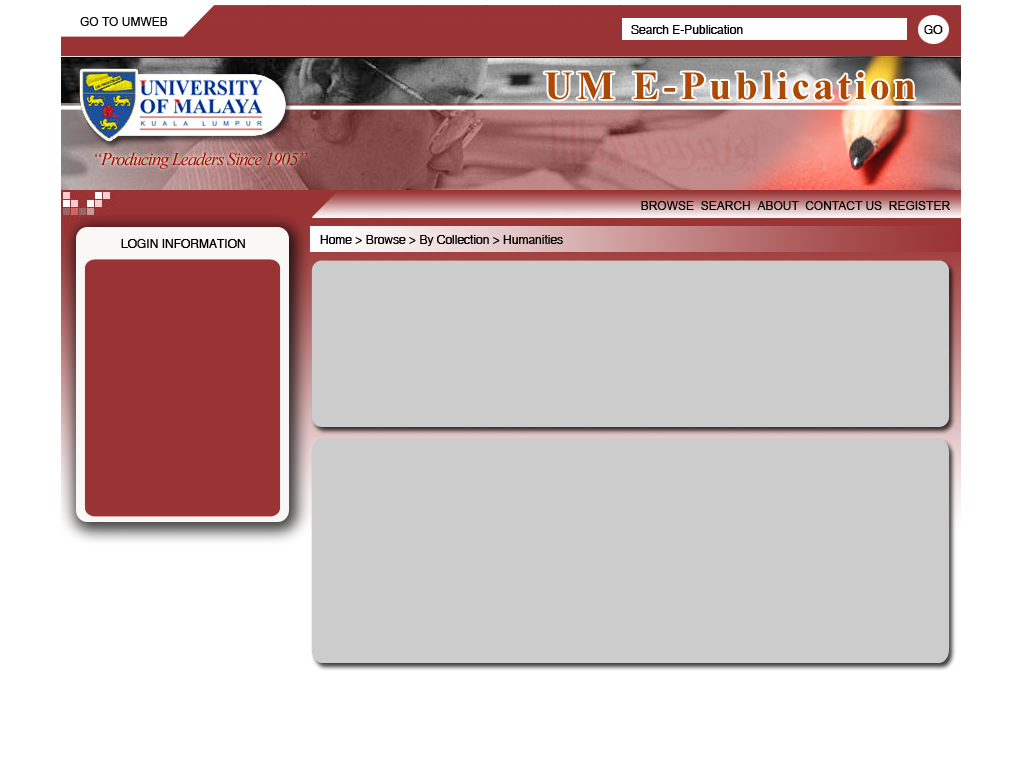 GO TO UMWEB
Search E-Publication
GO
UM E-Publication
UNIVERSITY
OF MALAYA
KUALA LUMPUR
“Producing Leaders Since 1905”
BROWSE SEARCH ABOUT CONTACT US REGISTER
LOGIN INFORMATION
Home > Browse > By Collection > Humanities